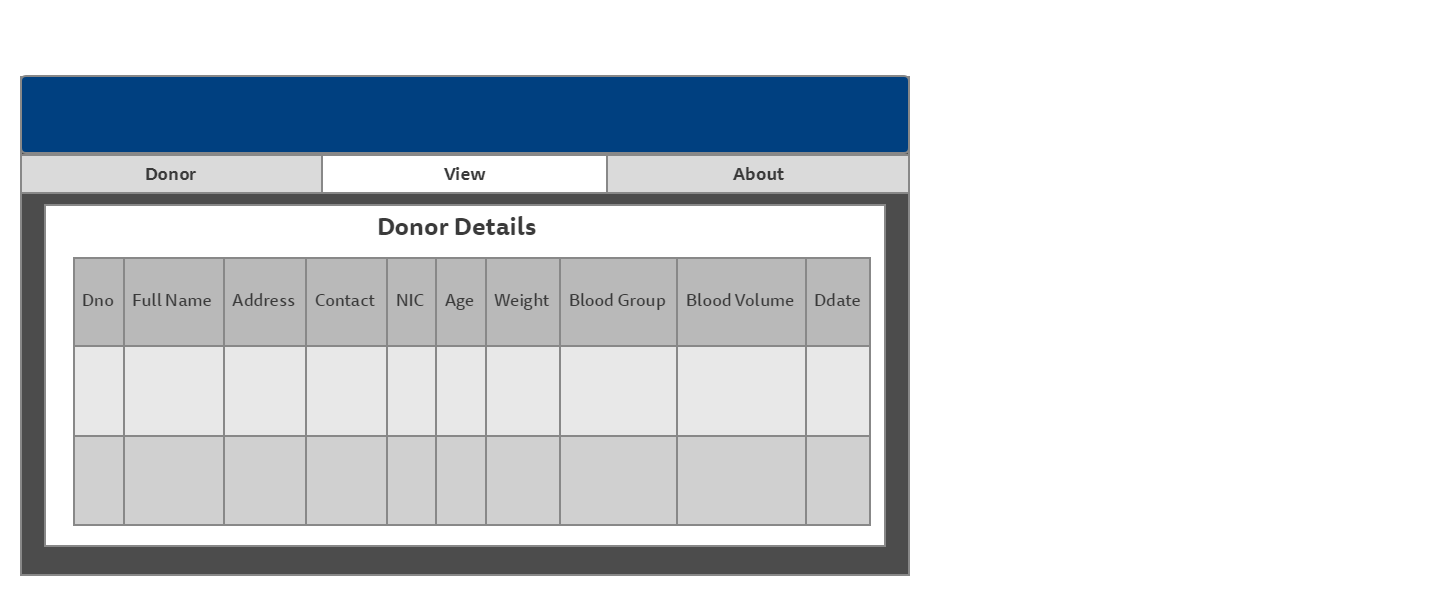 Donor View About
Donor Details
Dno Full Name Address Contact NIC Age Weight Blood Group Blood Volume Ddate